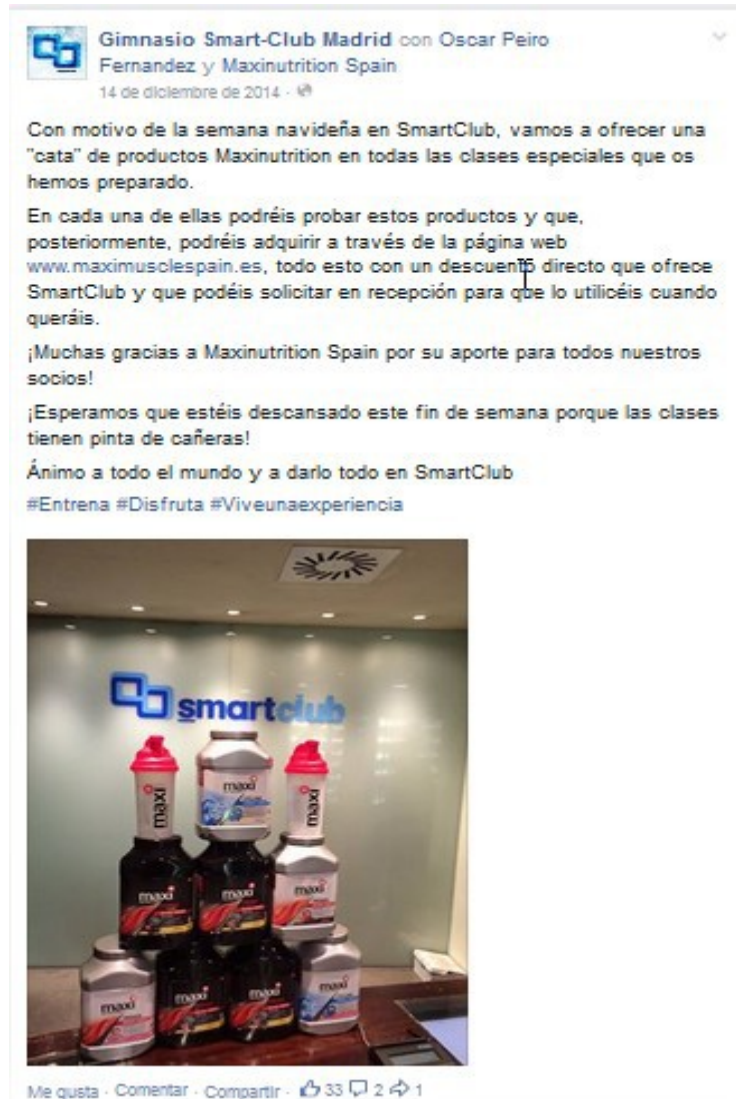 Gimnasio Smart-Club Madrid con Oscar Peiro
Fernandez y Maxinutrition Spain
14 de diciembre de 2014 ·
Con motivo de la semana navideña en SmartClub, vamos a ofrecer una
"cata" de productos Maxinutrition en todas las clases especiales que os
hemos preparado.
En cada una de ellas podréis probar estos productos y que,
posteriormente, podréis adquirir a través de la página web
www.maximusclespain.es, todo esto con un descuento directo que ofrece
SmartClub y que podéis solicitar en recepción para que lo utilicéis cuando
queráis.
¡Muchas gracias a Maxinutrition Spain por su aporte para todos nuestros
socios!
¡Esperamos que estéis descansado este fin de semana porque las clases
tienen pinta de cañeras!
Ánimo a todo el mundo y a darlo todo en SmartClub
#Entrena #Disfruta #Viveunaexperiencia
smartclub
maxi
maxi
maxi
maxi
maxi
maxi
maxi
maxi
maxi
maxi
Me gusta · Comentar · Compartir · 33 2 1